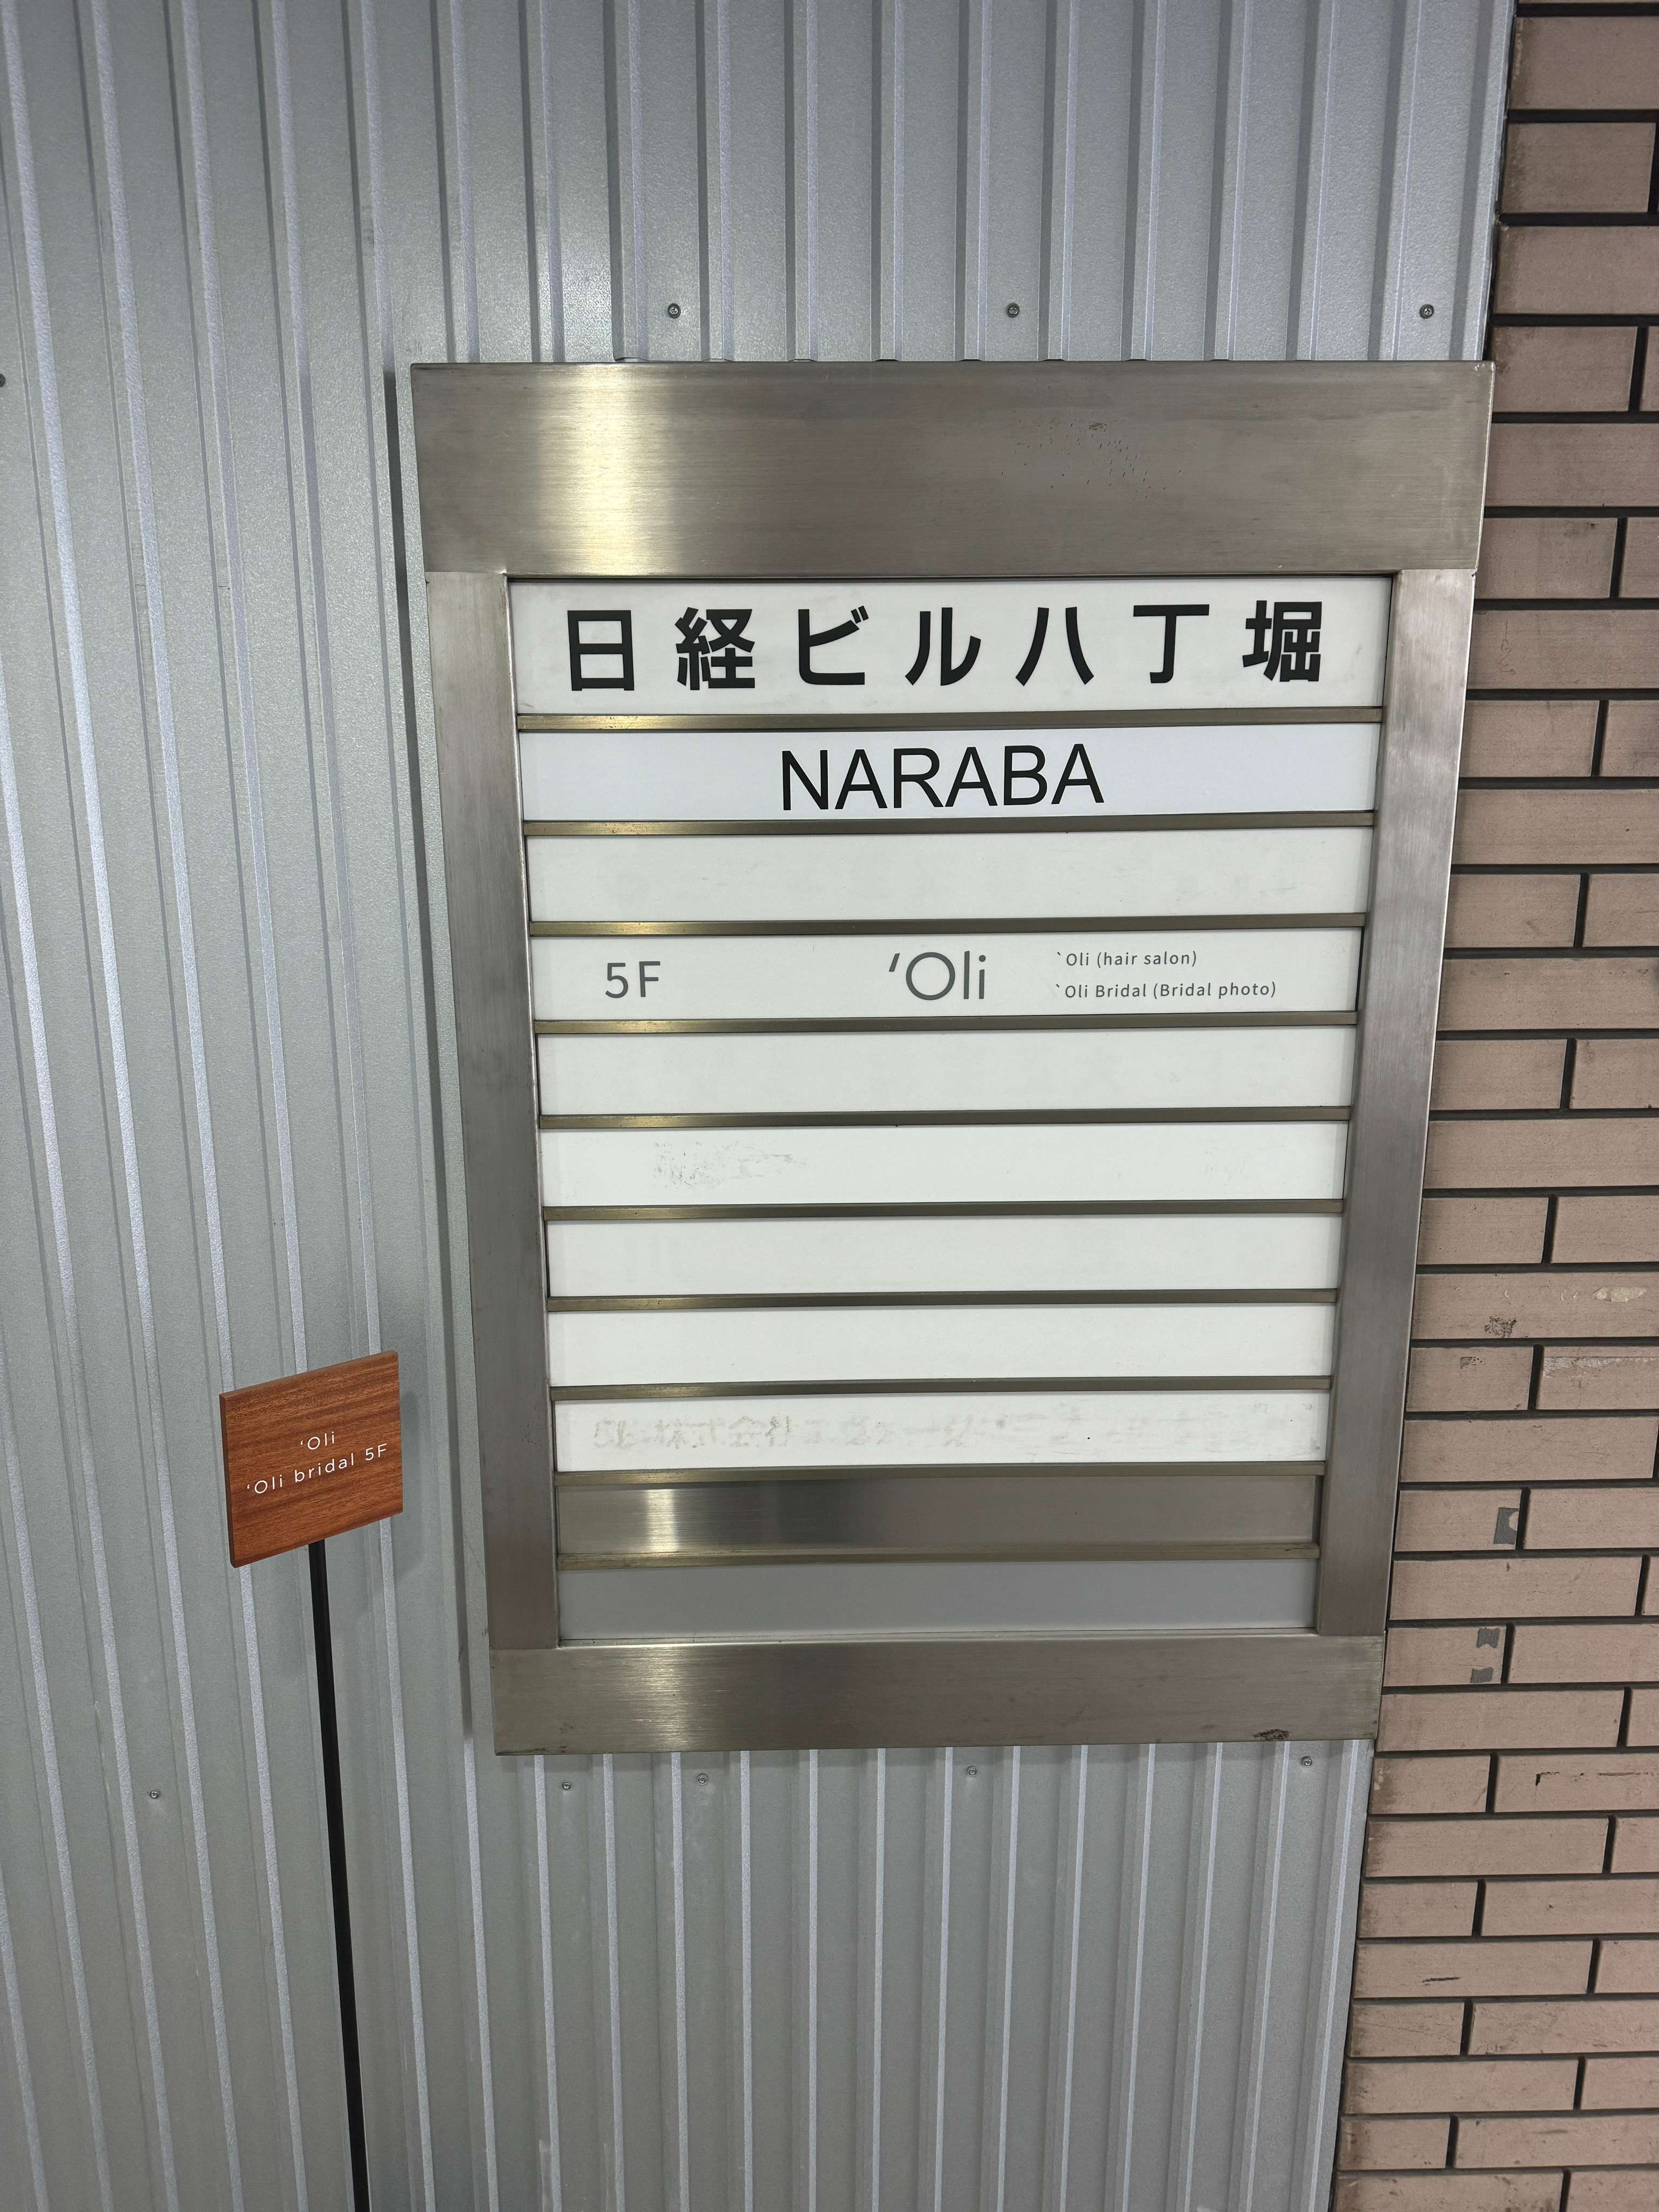 日経ビル八丁堀
NARABA
5F 'Oli
`Oli (hair salon)
`Oli Bridal (Bridal photo)
'Oli
'Oli bridal 5F